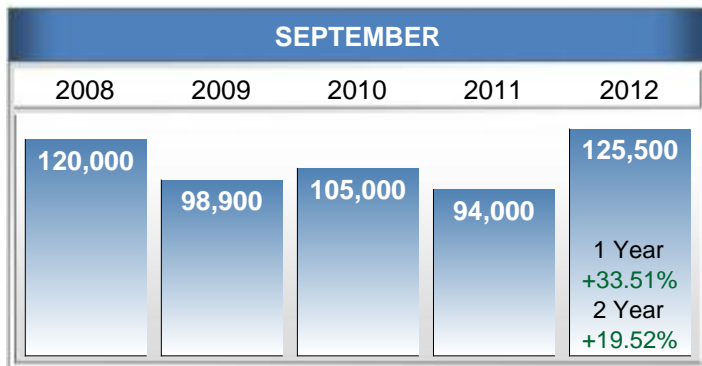 SEPTEMBER
2008 2009 2010 2011 2012
120,000 98,900 105,000 94,000 125,500
1 Year
+33.51%
2 Year
+19.52%